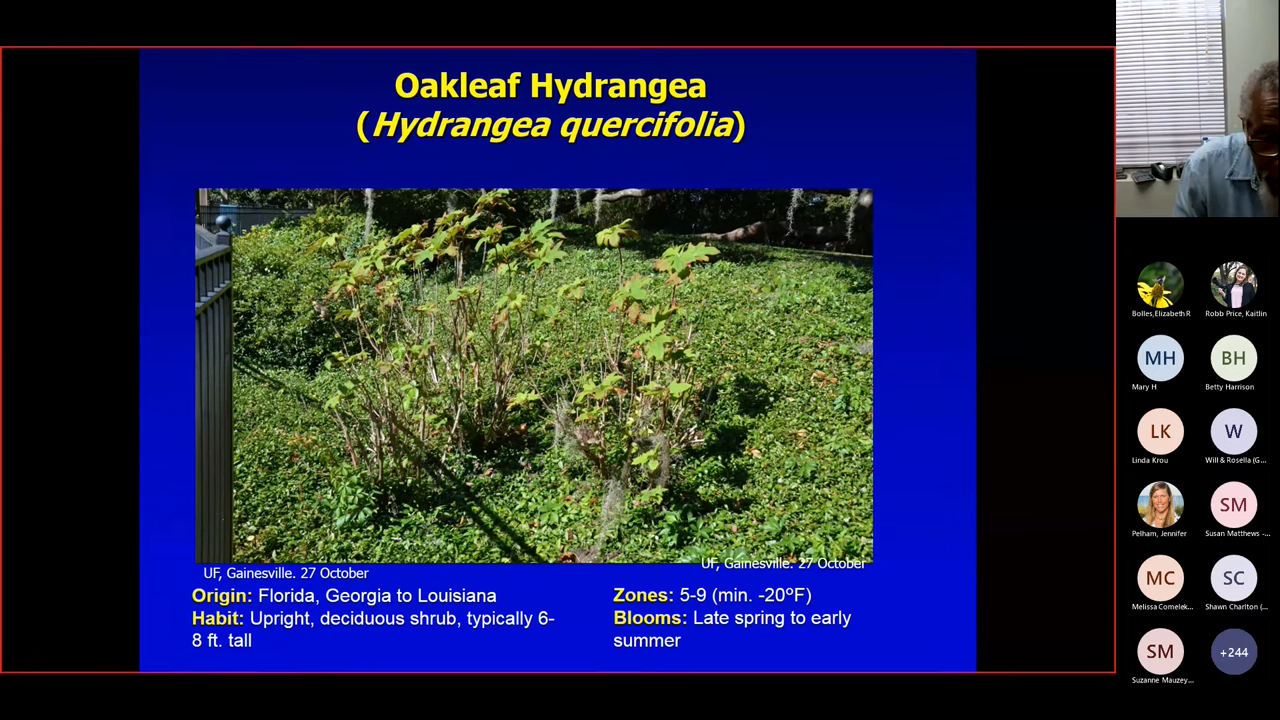 Oakleaf Hydrangea
(Hydrangea quercifolia)
UF, Gainesville. 27 October
UF, Gainesville. 27 October
Origin: Florida, Georgia to Louisiana
Habit: Upright, deciduous shrub, typically 6-
8 ft. tall
Zones: 5-9 (min. -20ºF)
Blooms: Late spring to early
summer
Bolles,Elizabeth R
Robb Price, Kaitlin
MH
BH
Mary H
Betty Harrison
LK
W
Linda Krou
Will & Rosella (G...
SM
Pelham, Jennifer
Susan Matthews -...
MC
SC
Melissa Comelek...
Shawn Charlton (...
SM
+244
Suzanne Mauzey...